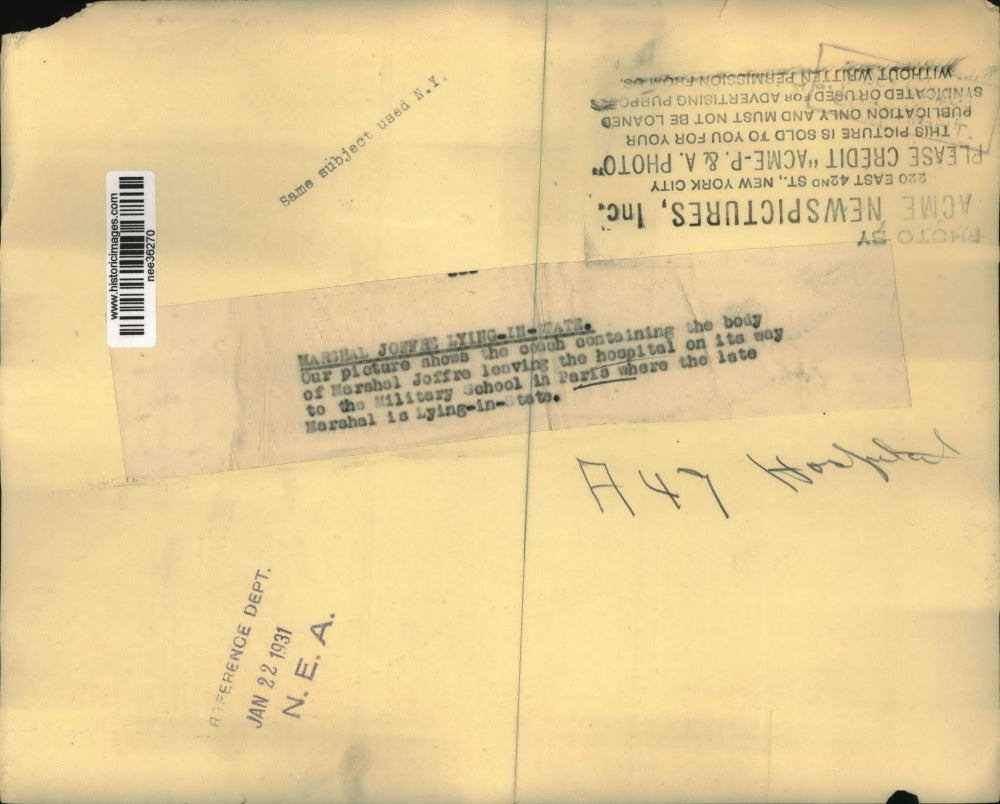 Same subject used N.Y.
PHOTO BY
ACME NEWSPICTURES, Inc.
220 EAST 42ND ST., NEW YORK CITY
PLEASE CREDIT "ACME-P. & A. PHOTO"
THIS PICTURE IS SOLD TO YOU FOR YOUR
PUBLICATION ONLY AND MUST NOT BE LOANED
SYNDICATED OR USED FOR ADVERTISING PURPOSES
WITHOUT WRITTEN PERMISSION FROM US.
www.historicimages.com
nee36270
MARSHAL JOFFRE LYING-IN-STATE.
Our picture shows the coach containing the body
of Marshal Joffre leaving the hospital on its way
to the Military School in Paris where the late
Marshal is Lying-in-State.
A47 Hospital
REFERENCE DEPT.
JAN 22 1931
N. E. A.